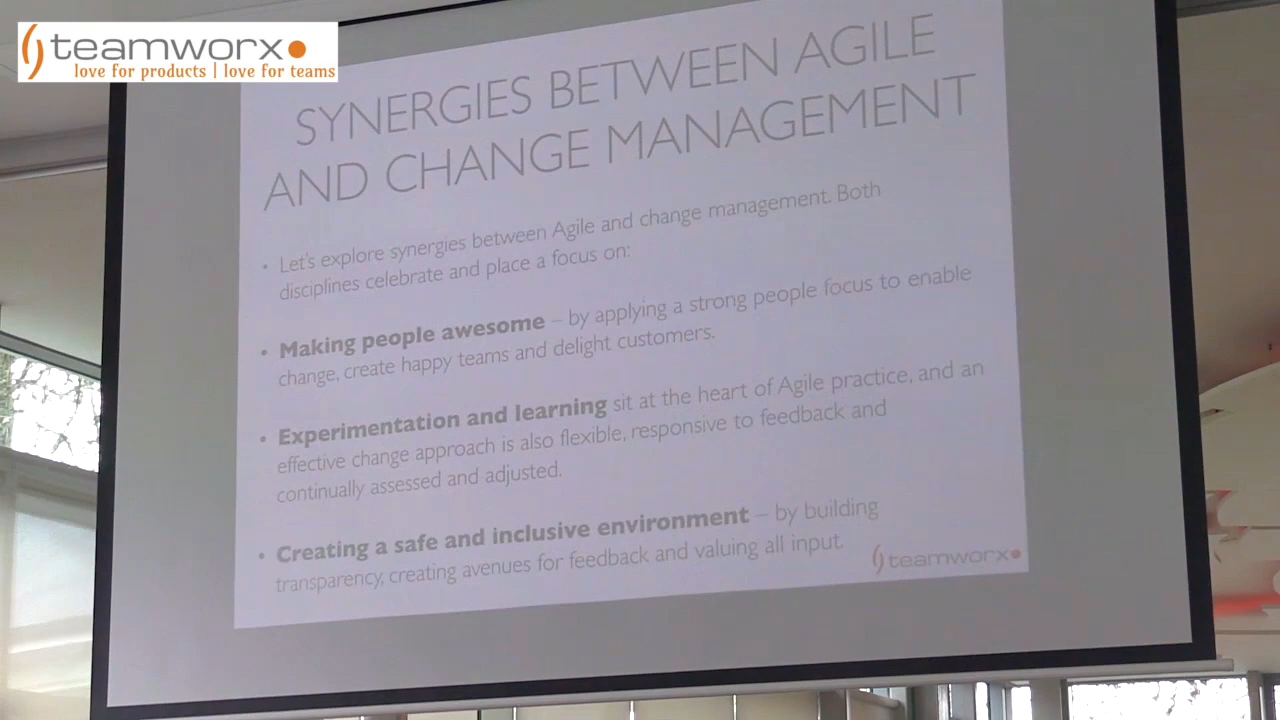 teamworx
love for products | love for teams
SYNERGIES BETWEEN AGILE
AND CHANGE MANAGEMENT
• Let's explore synergies between Agile and change management. Both
disciplines celebrate and place a focus on:
• Making people awesome – by applying a strong people focus to enable
change, create happy teams and delight customers.
• Experimentation and learning sit at the heart of Agile practice, and an
effective change approach is also flexible, responsive to feedback and
continually assessed and adjusted.
• Creating a safe and inclusive environment – by building
transparency, creating avenues for feedback and valuing all input.
teamworx